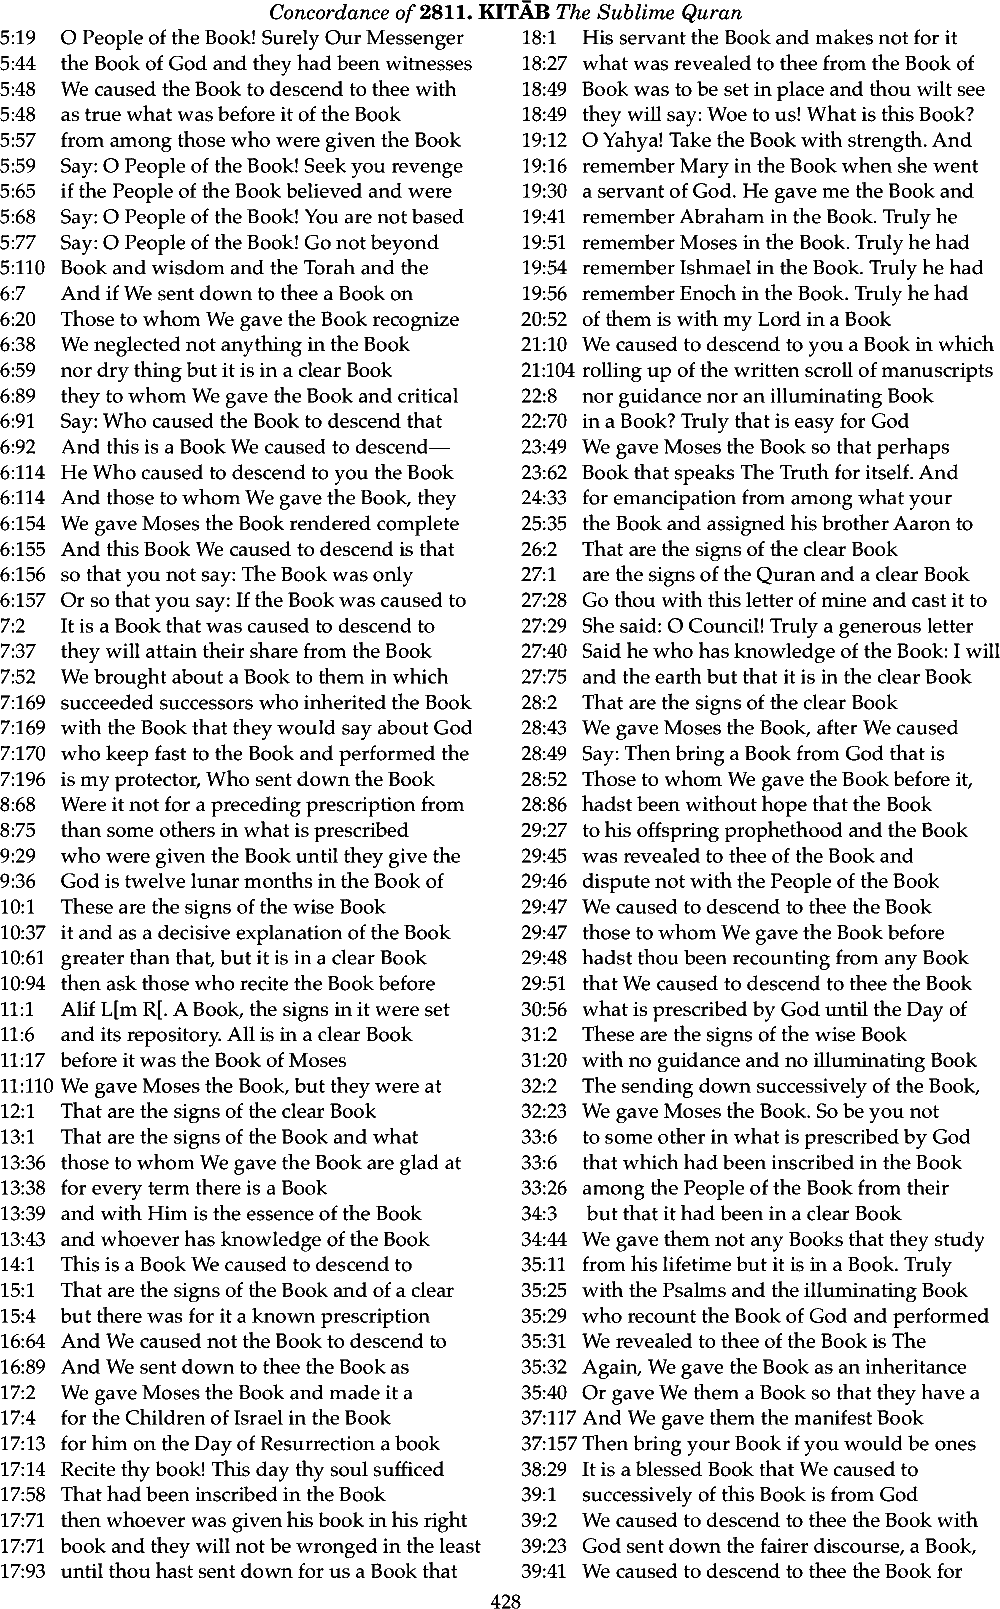 Concordance of 2811. KITĀB The Sublime Quran
5:19 O People of the Book! Surely Our Messenger
5:44 the Book of God and they had been witnesses
5:48 We caused the Book to descend to thee with
5:48 as true what was before it of the Book
5:57 from among those who were given the Book
5:59 Say: O People of the Book! Seek you revenge
5:65 if the People of the Book believed and were
5:68 Say: O People of the Book! You are not based
5:77 Say: O People of the Book! Go not beyond
5:110 Book and wisdom and the Torah and the
6:7 And if We sent down to thee a Book on
6:20 Those to whom We gave the Book recognize
6:38 We neglected not anything in the Book
6:59 nor dry thing but it is in a clear Book
6:89 they to whom We gave the Book and critical
6:91 Say: Who caused the Book to descend that
6:92 And this is a Book We caused to descend—
6:114 He Who caused to descend to you the Book
6:114 And those to whom We gave the Book, they
6:154 We gave Moses the Book rendered complete
6:155 And this Book We caused to descend is that
6:156 so that you not say: The Book was only
6:157 Or so that you say: If the Book was caused to
7:2 It is a Book that was caused to descend to
7:37 they will attain their share from the Book
7:52 We brought about a Book to them in which
7:169 succeeded successors who inherited the Book
7:169 with the Book that they would say about God
7:170 who keep fast to the Book and performed the
7:196 is my protector, Who sent down the Book
8:68 Were it not for a preceding prescription from
8:75 than some others in what is prescribed
9:29 who were given the Book until they give the
9:36 God is twelve lunar months in the Book of
10:1 These are the signs of the wise Book
10:37 it and as a decisive explanation of the Book
10:61 greater than that, but it is in a clear Book
10:94 then ask those who recite the Book before
11:1 Alif L[m R[. A Book, the signs in it were set
11:6 and its repository. All is in a clear Book
11:17 before it was the Book of Moses
11:110 We gave Moses the Book, but they were at
12:1 That are the signs of the clear Book
13:1 That are the signs of the Book and what
13:36 those to whom We gave the Book are glad at
13:38 for every term there is a Book
13:39 and with Him is the essence of the Book
13:43 and whoever has knowledge of the Book
14:1 This is a Book We caused to descend to
15:1 That are the signs of the Book and of a clear
15:4 but there was for it a known prescription
16:64 And We caused not the Book to descend to
16:89 And We sent down to thee the Book as
17:2 We gave Moses the Book and made it a
17:4 for the Children of Israel in the Book
17:13 for him on the Day of Resurrection a book
17:14 Recite thy book! This day thy soul sufficed
17:58 That had been inscribed in the Book
17:71 then whoever was given his book in his right
17:71 book and they will not be wronged in the least
17:93 until thou hast sent down for us a Book that
18:1 His servant the Book and makes not for it
18:27 what was revealed to thee from the Book of
18:49 Book was to be set in place and thou wilt see
18:49 they will say: Woe to us! What is this Book?
19:12 O Yahya! Take the Book with strength. And
19:16 remember Mary in the Book when she went
19:30 a servant of God. He gave me the Book and
19:41 remember Abraham in the Book. Truly he
19:51 remember Moses in the Book. Truly he had
19:54 remember Ishmael in the Book. Truly he had
19:56 remember Enoch in the Book. Truly he had
20:52 of them is with my Lord in a Book
21:10 We caused to descend to you a Book in which
21:104 rolling up of the written scroll of manuscripts
22:8 nor guidance nor an illuminating Book
22:70 in a Book? Truly that is easy for God
23:49 We gave Moses the Book so that perhaps
23:62 Book that speaks The Truth for itself. And
24:33 for emancipation from among what your
25:35 the Book and assigned his brother Aaron to
26:2 That are the signs of the clear Book
27:1 are the signs of the Quran and a clear Book
27:28 Go thou with this letter of mine and cast it to
27:29 She said: O Council! Truly a generous letter
27:40 Said he who has knowledge of the Book: I will
27:75 and the earth but that it is in the clear Book
28:2 That are the signs of the clear Book
28:43 We gave Moses the Book, after We caused
28:49 Say: Then bring a Book from God that is
28:52 Those to whom We gave the Book before it,
28:86 hadst been without hope that the Book
29:27 to his offspring prophethood and the Book
29:45 was revealed to thee of the Book and
29:46 dispute not with the People of the Book
29:47 We caused to descend to thee the Book
29:47 those to whom We gave the Book before
29:48 hadst thou been recounting from any Book
29:51 that We caused to descend to thee the Book
30:56 what is prescribed by God until the Day of
31:2 These are the signs of the wise Book
31:20 with no guidance and no illuminating Book
32:2 The sending down successively of the Book,
32:23 We gave Moses the Book. So be you not
33:6 to some other in what is prescribed by God
33:6 that which had been inscribed in the Book
33:26 among the People of the Book from their
34:3 but that it had been in a clear Book
34:44 We gave them not any Books that they study
35:11 from his lifetime but it is in a Book. Truly
35:25 with the Psalms and the illuminating Book
35:29 who recount the Book of God and performed
35:31 We revealed to thee of the Book is The
35:32 Again, We gave the Book as an inheritance
35:40 Or gave We them a Book so that they have a
37:117 And We gave them the manifest Book
37:157 Then bring your Book if you would be ones
38:29 It is a blessed Book that We caused to
39:1 successively of this Book is from God
39:2 We caused to descend to thee the Book with
39:23 God sent down the fairer discourse, a Book,
39:41 We caused to descend to thee the Book for
428